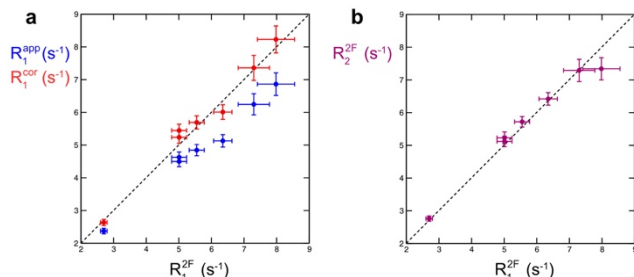 a
R₁ᵃᵖᵖ (s⁻¹)
R₁ᶜᵒʳ (s⁻¹)
9
8
7
6
5
4
3
2
2 3 4 5 6 7 8 9
R₁²ᶠ (s⁻¹)
b
R₂²ᶠ (s⁻¹)
9
8
7
6
5
4
3
2
2 3 4 5 6 7 8 9
R₁²ᶠ (s⁻¹)